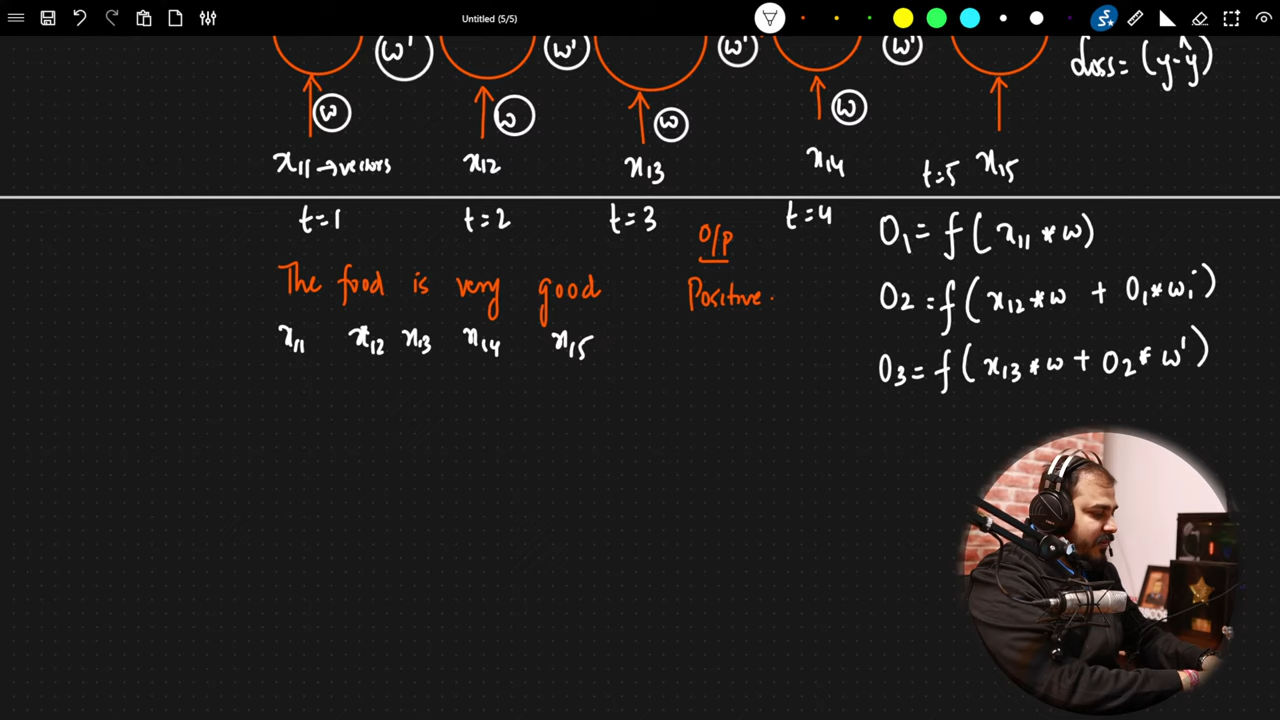 Untitled (5/5)
w' w' w' w' Loss = (y-ŷ)
w w w w
x11 → vectors x12 x13 x14 t=5 x15
t=1 t=2 t=3 t=4
O/P
O1 = f(x11 * w)
The food is very good Positive.
O2 = f(x12 * w + O1 * wi)
x11 x12 x13 x14 x15
O3 = f(x13 * w + O2 * w')